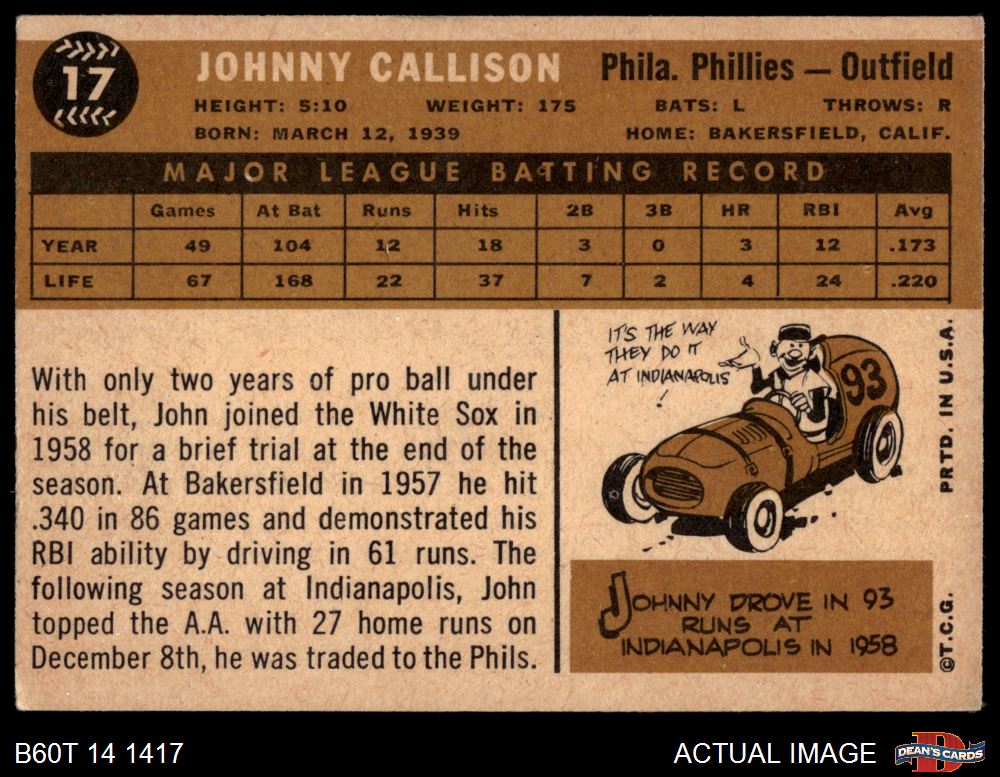 17
JOHNNY CALLISON
Phila. Phillies — Outfield
HEIGHT: 5:10 WEIGHT: 175 BATS: L THROWS: R
BORN: MARCH 12, 1939 HOME: BAKERSFIELD, CALIF.
MAJOR LEAGUE BATTING RECORD
Games At Bat Runs Hits 2B 3B HR RBI Avg
YEAR 49 104 12 18 3 0 3 12 .173
LIFE 67 168 22 37 7 2 4 24 .220
With only two years of pro ball under
his belt, John joined the White Sox in
1958 for a brief trial at the end of the
season. At Bakersfield in 1957 he hit
.340 in 86 games and demonstrated his
RBI ability by driving in 61 runs. The
following season at Indianapolis, John
topped the A.A. with 27 home runs on
December 8th, he was traded to the Phils.
IT'S THE WAY
THEY DO IT
AT INDIANAPOLIS
!
93
JOHNNY DROVE IN 93
RUNS AT
INDIANAPOLIS IN 1958
©T.C.G. PRTD. IN U.S.A.
B60T 14 1417
ACTUAL IMAGE
D
DEAN'S CARDS